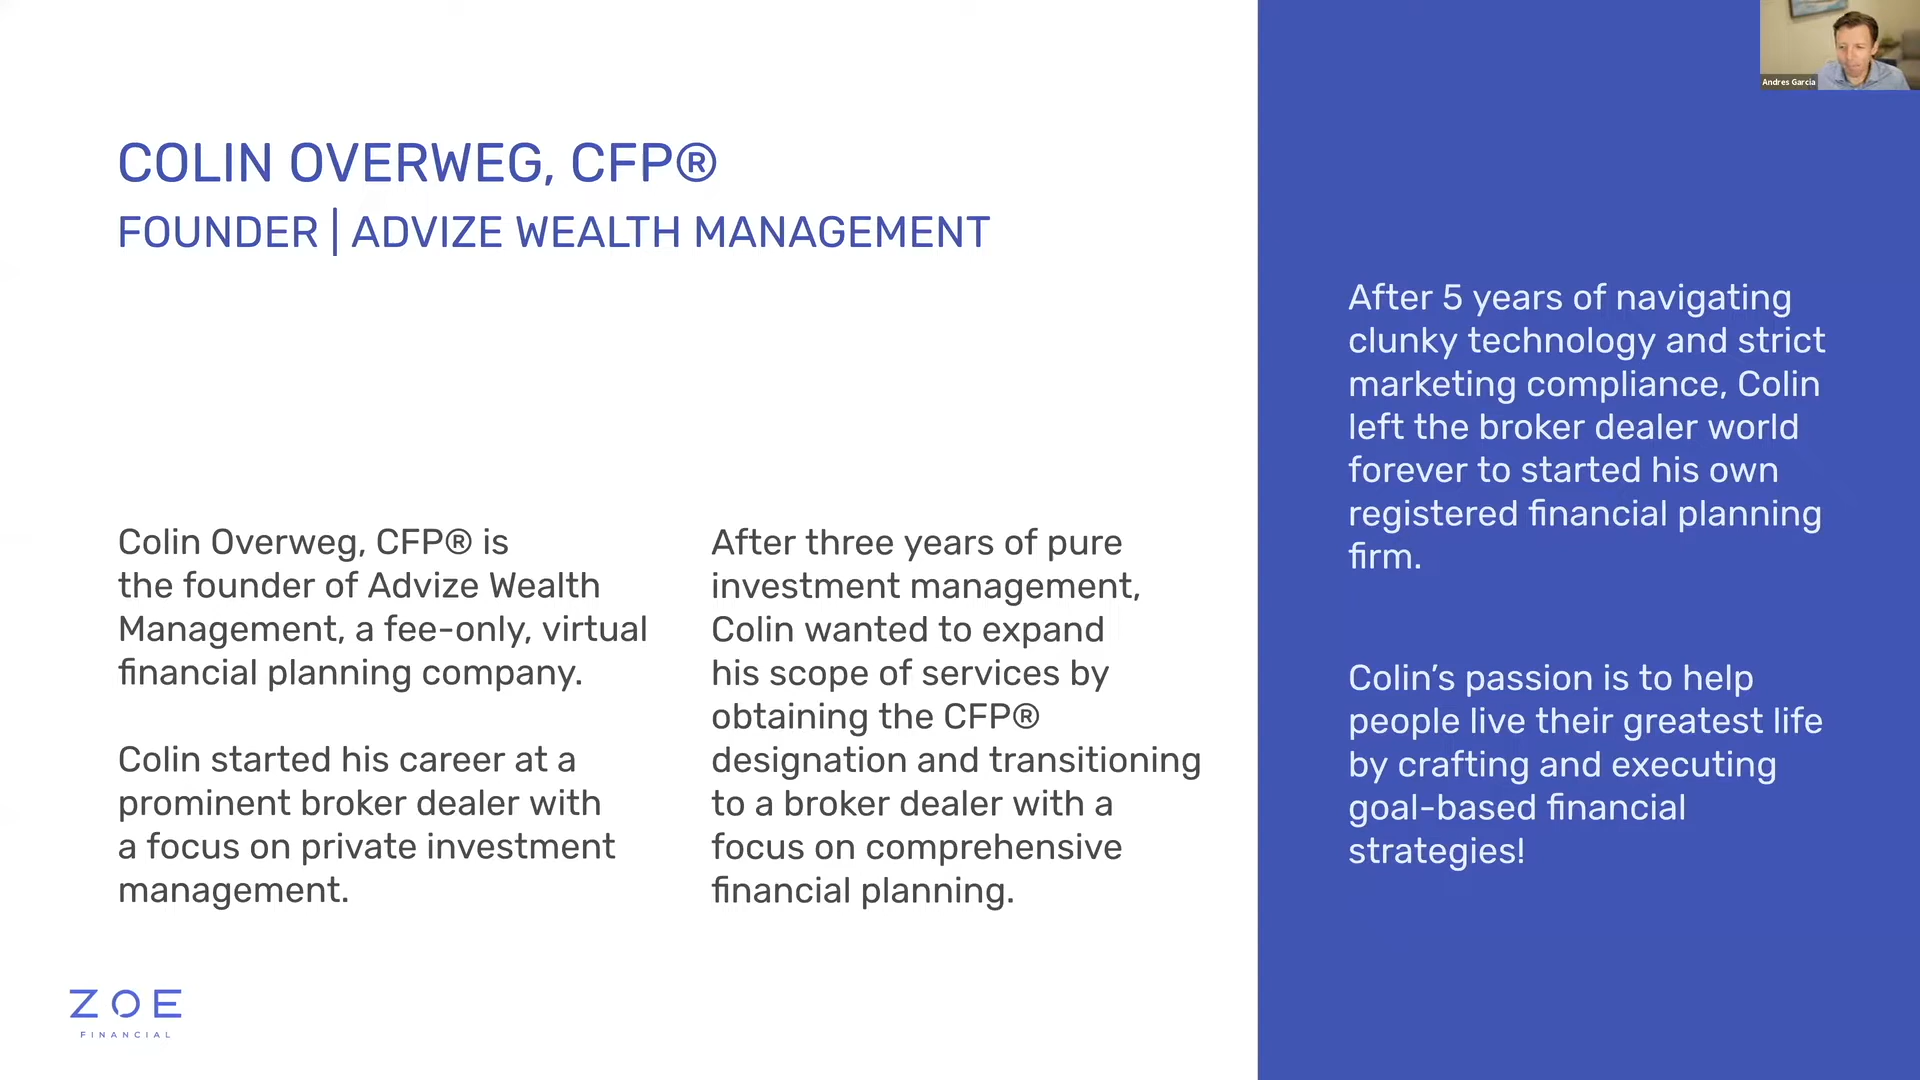 COLIN OVERWEG, CFP®
FOUNDER | ADVIZE WEALTH MANAGEMENT
Colin Overweg, CFP® is
the founder of Advize Wealth
Management, a fee-only, virtual
financial planning company.
Colin started his career at a
prominent broker dealer with
a focus on private investment
management.
After three years of pure
investment management,
Colin wanted to expand
his scope of services by
obtaining the CFP®
designation and transitioning
to a broker dealer with a
focus on comprehensive
financial planning.
After 5 years of navigating
clunky technology and strict
marketing compliance, Colin
left the broker dealer world
forever to started his own
registered financial planning
firm.
Colin’s passion is to help
people live their greatest life
by crafting and executing
goal-based financial
strategies!
Andres Garcia
ZOE
FINANCIAL